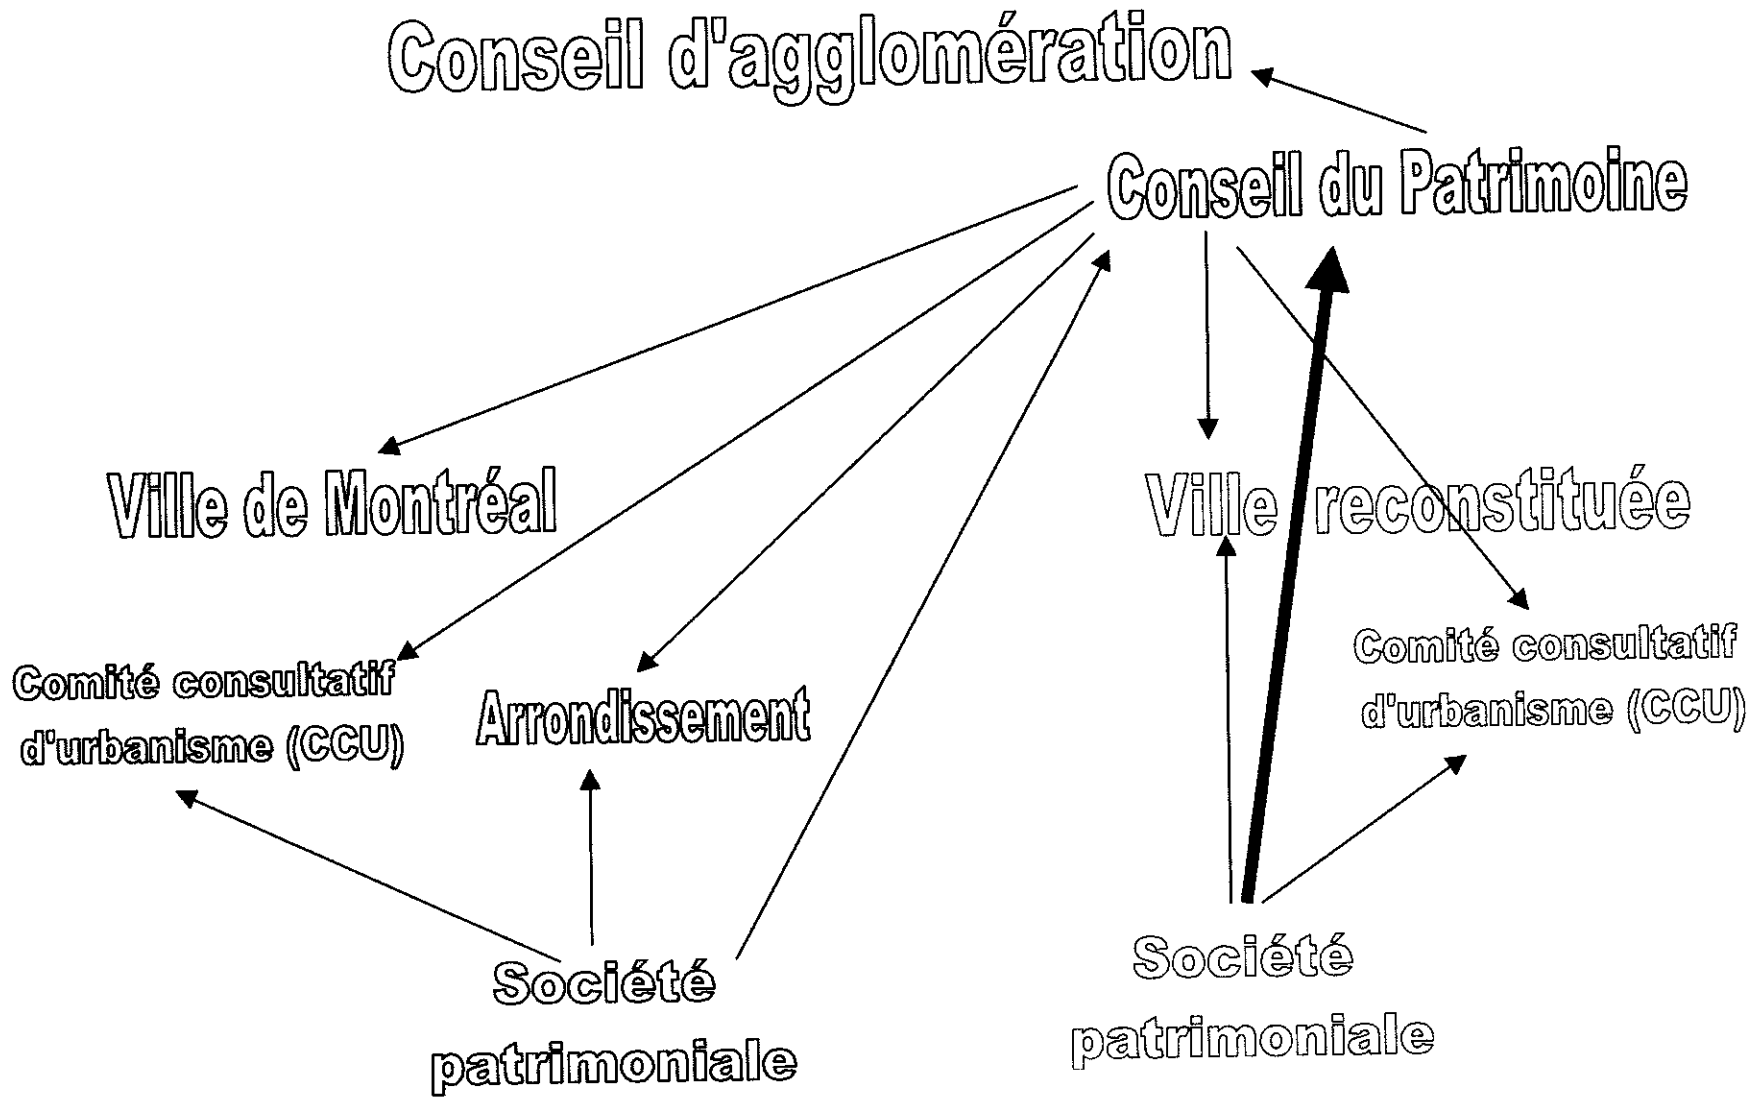 Conseil d'agglomération
Conseil du Patrimoine
Ville de Montréal
Ville reconstituée
Comité consultatif
d'urbanisme (CCU)
Arrondissement
Comité consultatif
d'urbanisme (CCU)
Société
patrimoniale
Société
patrimoniale